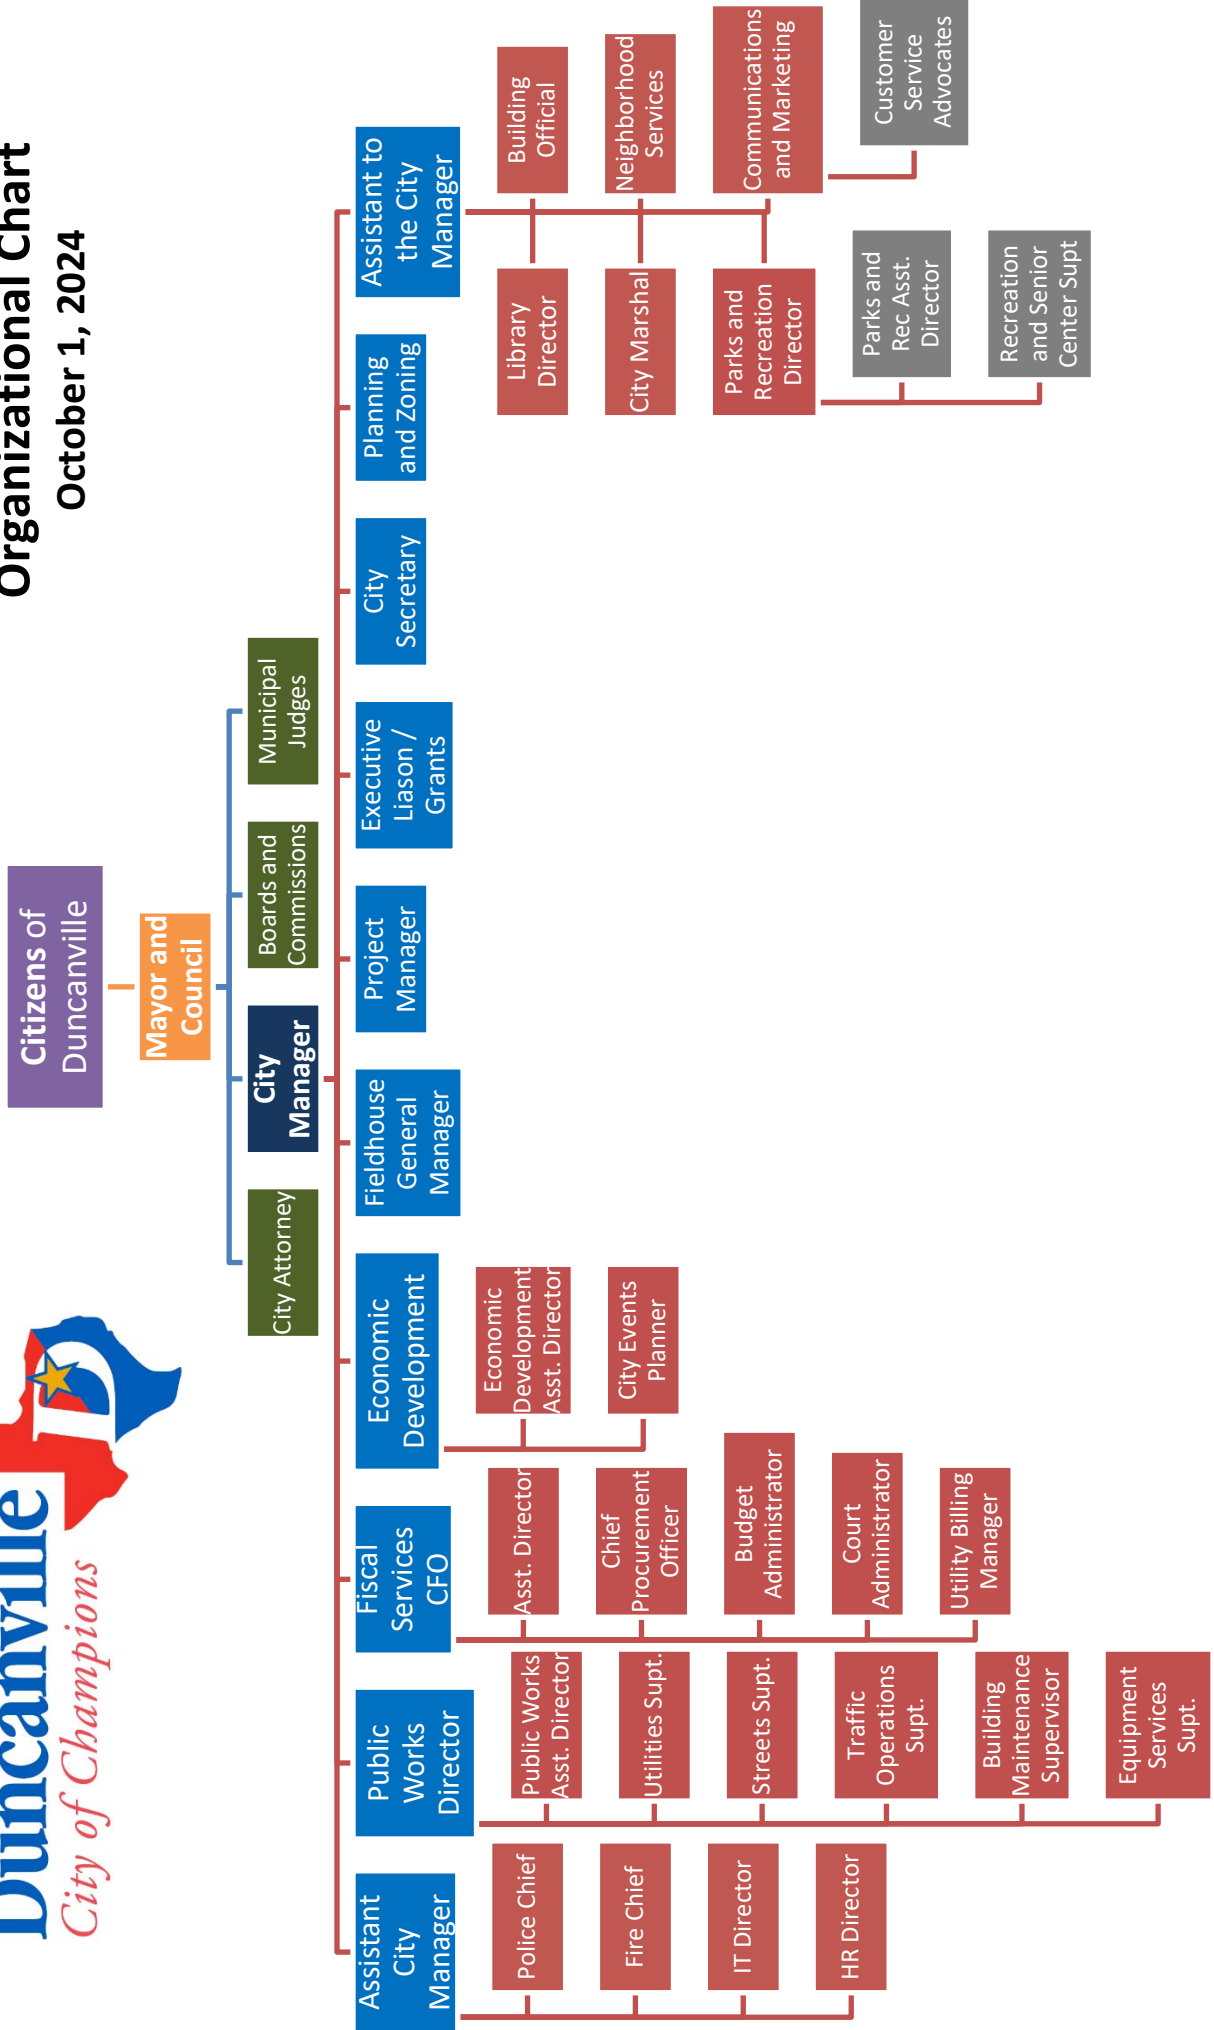 Duncanville
City of Champions
Organizational Chart
October 1, 2024
Citizens of
Duncanville
Mayor and
Council
City Attorney
City
Manager
Boards and
Commissions
Municipal
Judges
Assistant
City
Manager
Public
Works
Director
Fiscal
Services
CFO
Economic
Development
Fieldhouse
General
Manager
Project
Manager
Executive
Liason /
Grants
City
Secretary
Planning
and Zoning
Assistant to
the City
Manager
Police Chief
Fire Chief
IT Director
HR Director
Public Works
Asst. Director
Utilities Supt.
Streets Supt.
Traffic
Operations
Supt.
Building
Maintenance
Supervisor
Equipment
Services
Supt.
Asst. Director
Chief
Procurement
Officer
Budget
Administrator
Court
Administrator
Utility Billing
Manager
Economic
Development
Asst. Director
City Events
Planner
Library
Director
Building
Official
City Marshal
Neighborhood
Services
Parks and
Recreation
Director
Communications
and Marketing
Parks and
Rec Asst.
Director
Recreation
and Senior
Center Supt
Customer
Service
Advocates